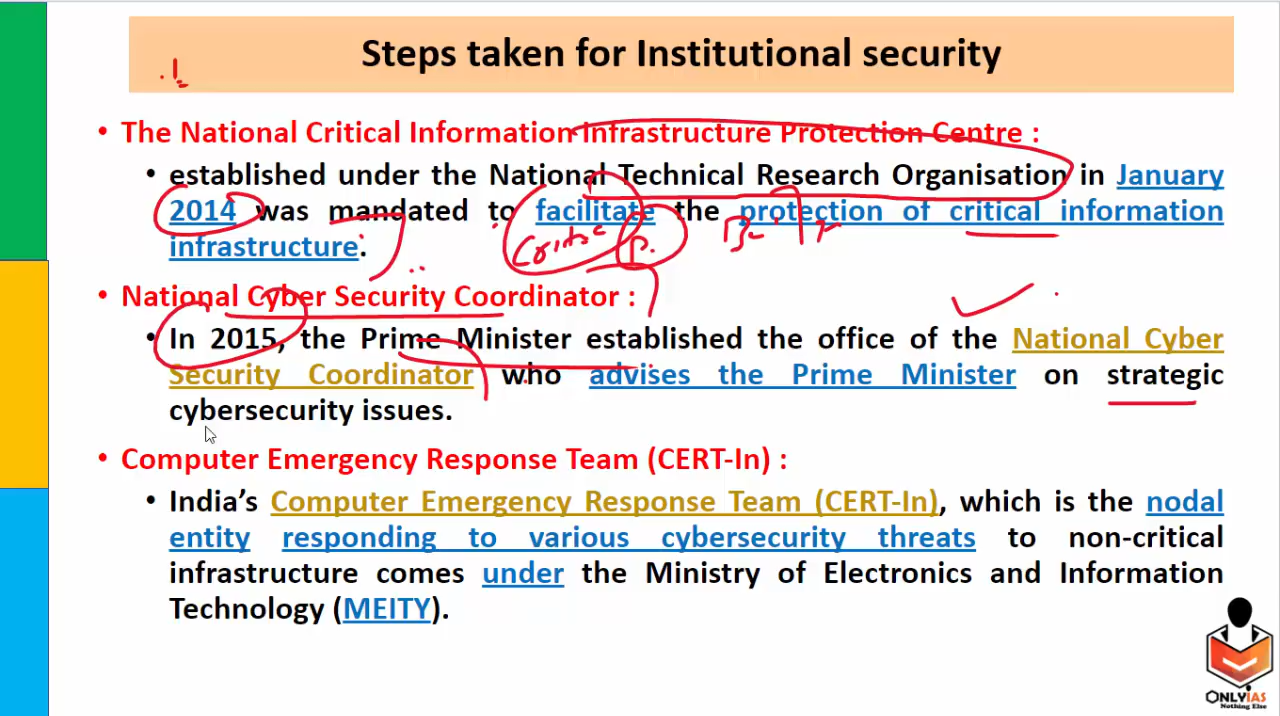 Steps taken for Institutional security
• The National Critical Information Infrastructure Protection Centre :
• established under the National Technical Research Organisation in January
2014 was mandated to facilitate the protection of critical information
infrastructure.
• National Cyber Security Coordinator :
• In 2015, the Prime Minister established the office of the National Cyber
Security Coordinator who advises the Prime Minister on strategic
cybersecurity issues.
• Computer Emergency Response Team (CERT-In) :
• India’s Computer Emergency Response Team (CERT-In), which is the nodal
entity responding to various cybersecurity threats to non-critical
infrastructure comes under the Ministry of Electronics and Information
Technology (MEITY).
ONLYIAS
Nothing Else